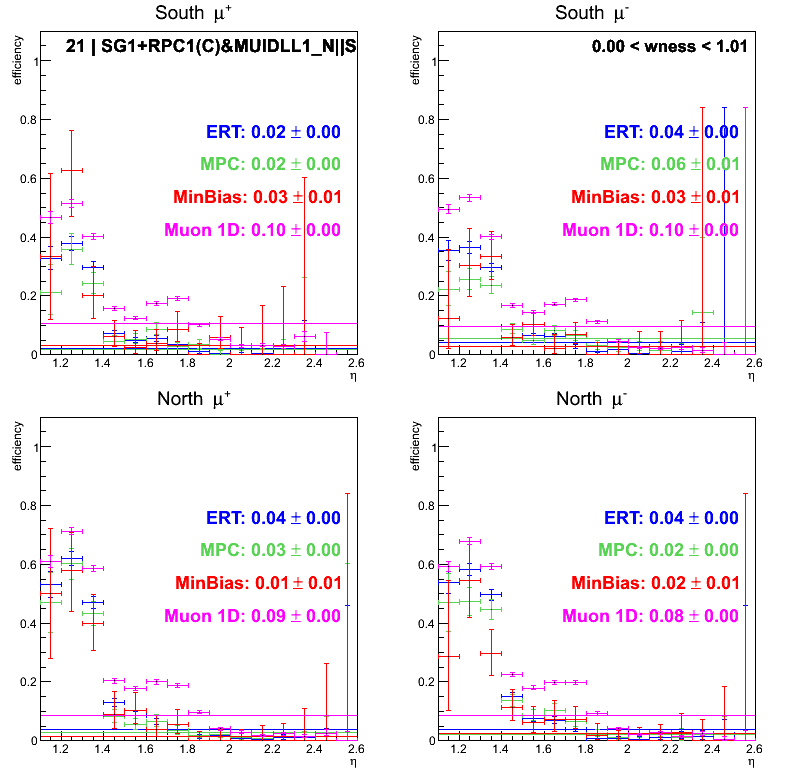 South μ+
efficiency
21 | SG1+RPC1(C)&MUIDLL1_N||S
ERT: 0.02 ± 0.00
MPC: 0.02 ± 0.00
MinBias: 0.03 ± 0.01
Muon 1D: 0.10 ± 0.00
1
0.8
0.6
0.4
0.2
0
1.2 1.4 1.6 1.8 2 2.2 2.4 2.6
η
South μ-
efficiency
0.00 < wness < 1.01
ERT: 0.04 ± 0.00
MPC: 0.06 ± 0.01
MinBias: 0.03 ± 0.01
Muon 1D: 0.10 ± 0.00
1
0.8
0.6
0.4
0.2
0
1.2 1.4 1.6 1.8 2 2.2 2.4 2.6
η
North μ+
efficiency
ERT: 0.04 ± 0.00
MPC: 0.03 ± 0.00
MinBias: 0.01 ± 0.01
Muon 1D: 0.09 ± 0.00
1
0.8
0.6
0.4
0.2
0
1.2 1.4 1.6 1.8 2 2.2 2.4 2.6
η
North μ-
efficiency
ERT: 0.04 ± 0.00
MPC: 0.02 ± 0.00
MinBias: 0.02 ± 0.01
Muon 1D: 0.08 ± 0.00
1
0.8
0.6
0.4
0.2
0
1.2 1.4 1.6 1.8 2 2.2 2.4 2.6
η